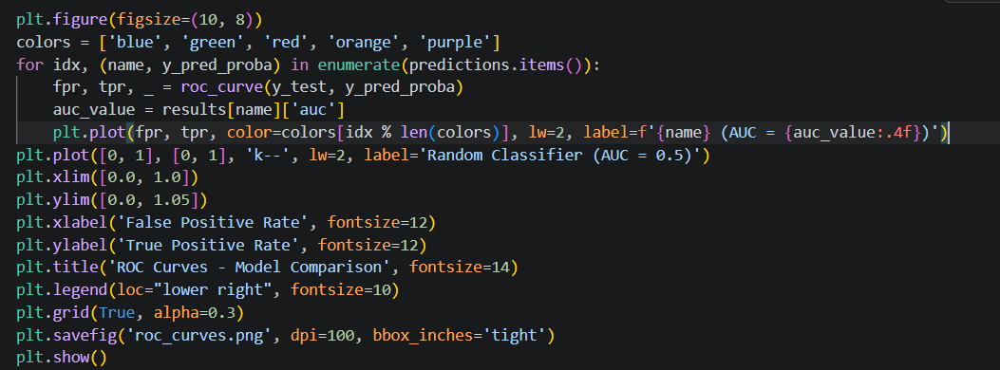 plt.figure(figsize=(10, 8))
colors = ['blue', 'green', 'red', 'orange', 'purple']
for idx, (name, y_pred_proba) in enumerate(predictions.items()):
    fpr, tpr, _ = roc_curve(y_test, y_pred_proba)
    auc_value = results[name]['auc']
    plt.plot(fpr, tpr, color=colors[idx % len(colors)], lw=2, label=f'{name} (AUC = {auc_value:.4f})')
plt.plot([0, 1], [0, 1], 'k--', lw=2, label='Random Classifier (AUC = 0.5)')
plt.xlim([0.0, 1.0])
plt.ylim([0.0, 1.05])
plt.xlabel('False Positive Rate', fontsize=12)
plt.ylabel('True Positive Rate', fontsize=12)
plt.title('ROC Curves - Model Comparison', fontsize=14)
plt.legend(loc="lower right", fontsize=10)
plt.grid(True, alpha=0.3)
plt.savefig('roc_curves.png', dpi=100, bbox_inches='tight')
plt.show()